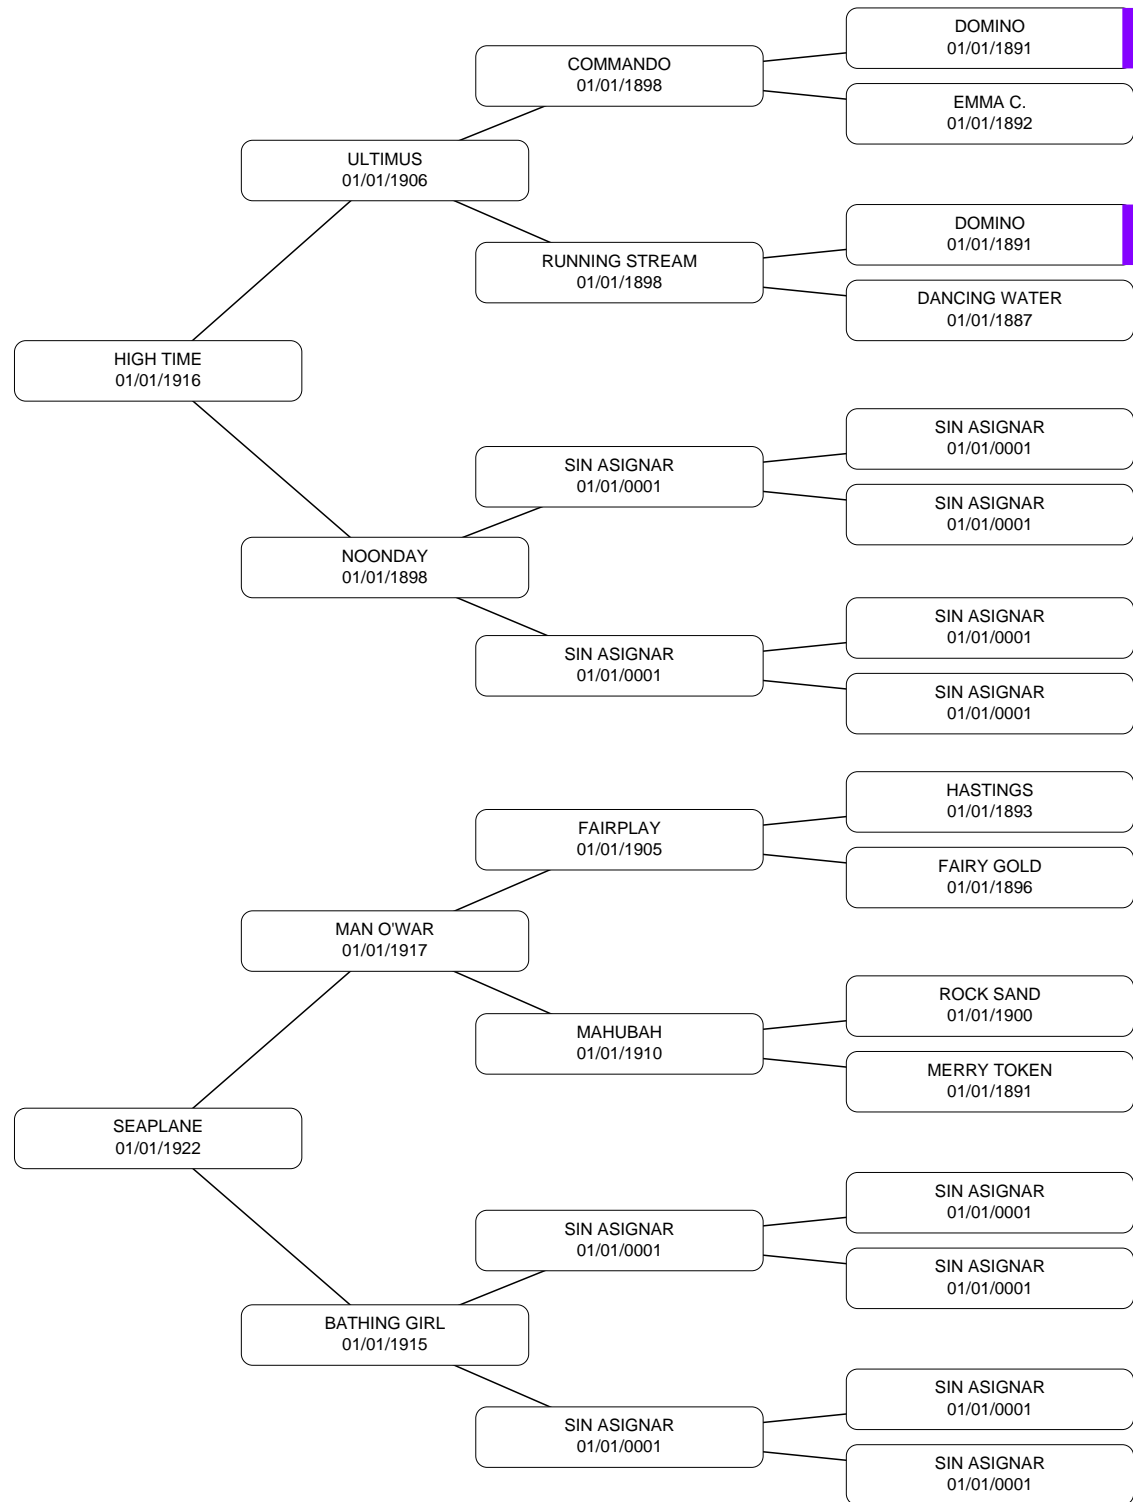 DOMINO
01/01/1891
COMMANDO
01/01/1898
EMMA C.
01/01/1892
ULTIMUS
01/01/1906
DOMINO
01/01/1891
RUNNING STREAM
01/01/1898
DANCING WATER
01/01/1887
HIGH TIME
01/01/1916
SIN ASIGNAR
01/01/0001
SIN ASIGNAR
01/01/0001
SIN ASIGNAR
01/01/0001
NOONDAY
01/01/1898
SIN ASIGNAR
01/01/0001
SIN ASIGNAR
01/01/0001
SIN ASIGNAR
01/01/0001
HASTINGS
01/01/1893
FAIRPLAY
01/01/1905
FAIRY GOLD
01/01/1896
MAN O'WAR
01/01/1917
ROCK SAND
01/01/1900
MAHUBAH
01/01/1910
MERRY TOKEN
01/01/1891
SEAPLANE
01/01/1922
SIN ASIGNAR
01/01/0001
SIN ASIGNAR
01/01/0001
SIN ASIGNAR
01/01/0001
BATHING GIRL
01/01/1915
SIN ASIGNAR
01/01/0001
SIN ASIGNAR
01/01/0001
SIN ASIGNAR
01/01/0001